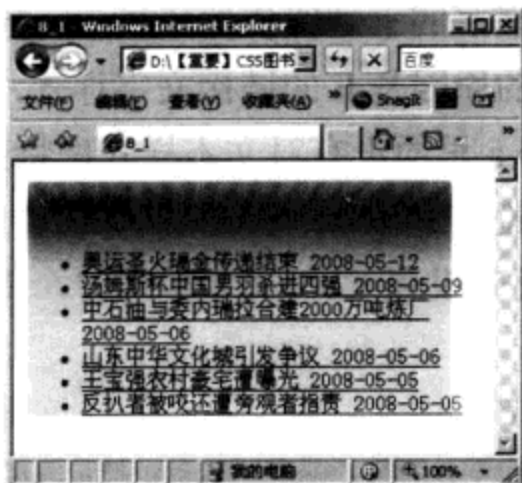 8_1 - Windows Internet Explorer
D:\【重要】CSS图书
百度
文件(F) 编辑(E) 查看(V) 收藏夹(A) » SnagIt
8_1
»
奥运圣火瑞金传递结束 2008-05-12
汤姆斯杯中国男羽杀进四强 2008-05-09
中石油与委内瑞拉合建2000万吨炼厂
2008-05-06
山东中华文化城引发争议 2008-05-06
王宝强农村豪宅遭曝光 2008-05-05
反扒者被咬还遭旁观者指责 2008-05-05
我的电脑
100%